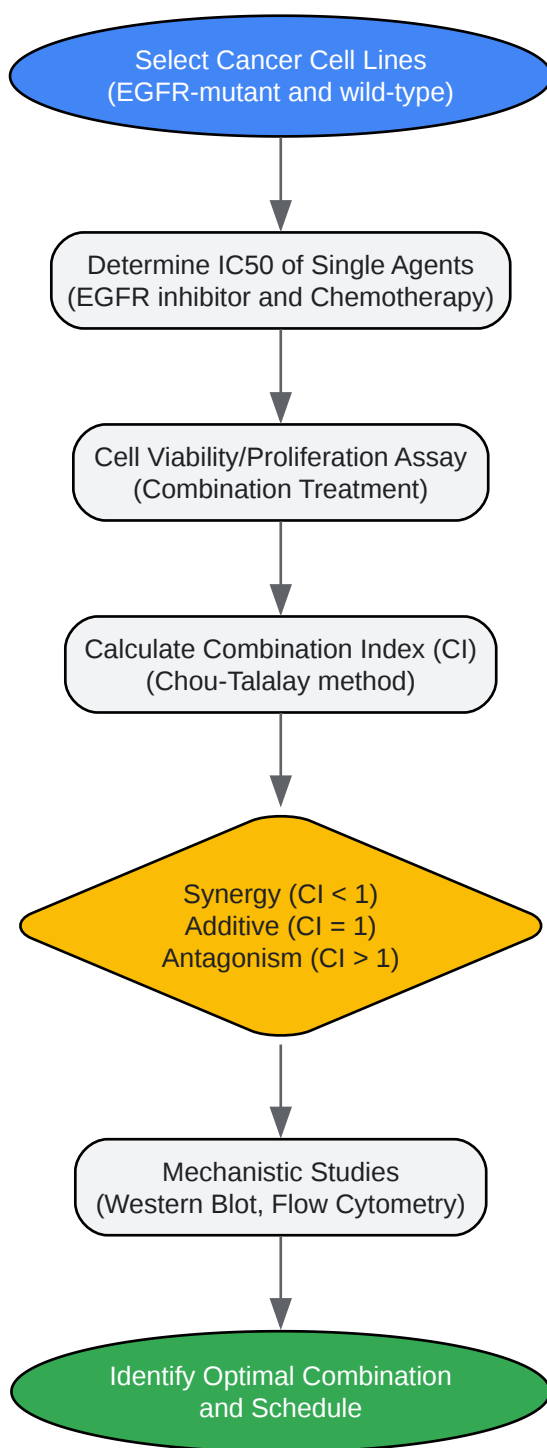 Select Cancer Cell Lines
(EGFR-mutant and wild-type)
Determine IC50 of Single Agents
(EGFR inhibitor and Chemotherapy)
Cell Viability/Proliferation Assay
(Combination Treatment)
Calculate Combination Index (CI)
(Chou-Talalay method)
Synergy (CI < 1)
Additive (CI = 1)
Antagonism (CI > 1)
Mechanistic Studies
(Western Blot, Flow Cytometry)
Identify Optimal Combination
and Schedule